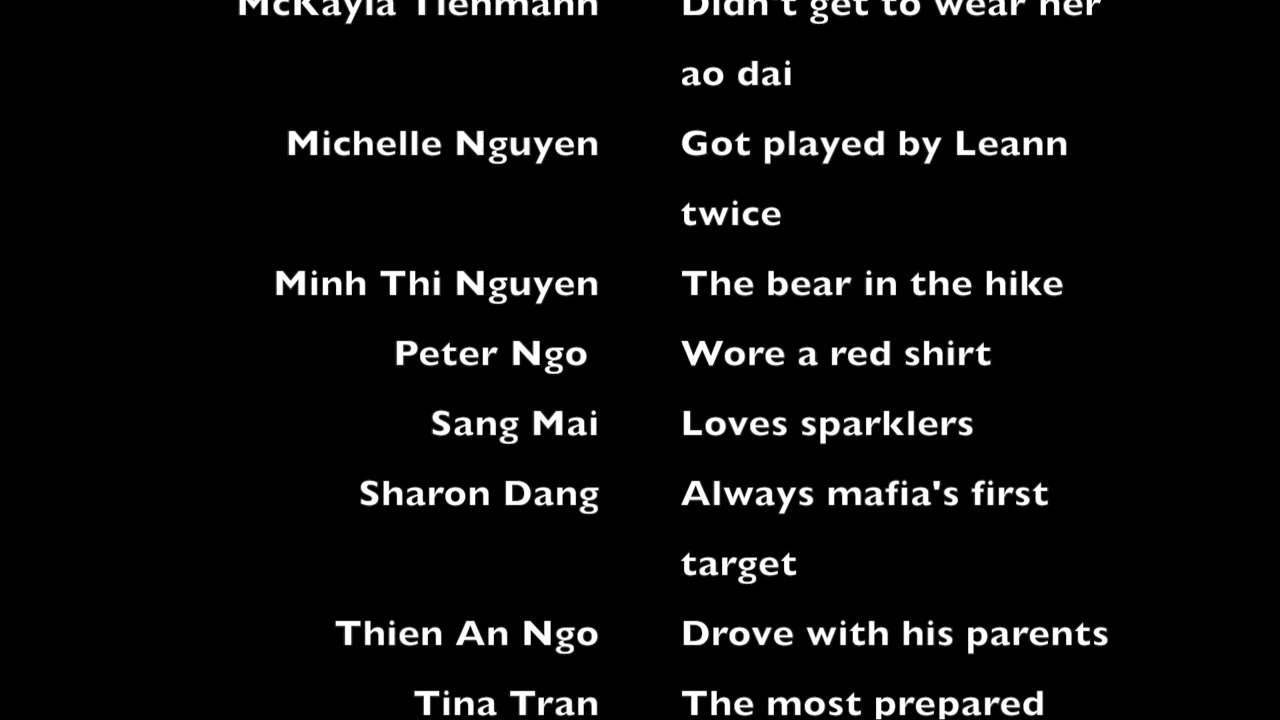 McKayla Tienmann Didn't get to wear her
ao dai
Michelle Nguyen Got played by Leann
twice
Minh Thi Nguyen The bear in the hike
Peter Ngo Wore a red shirt
Sang Mai Loves sparklers
Sharon Dang Always mafia's first
target
Thien An Ngo Drove with his parents
Tina Tran The most prepared